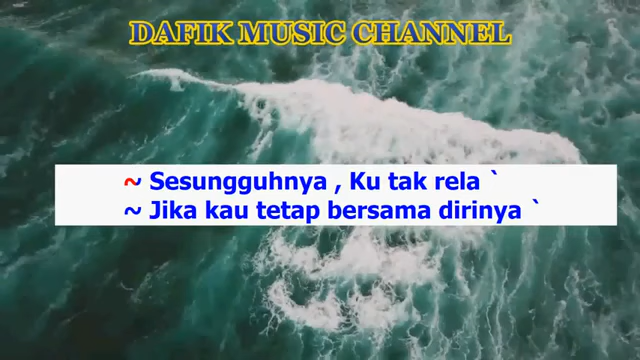 DAFIK MUSIC CHANNEL
~ Sesungguhnya , Ku tak rela `
~ Jika kau tetap bersama dirinya `